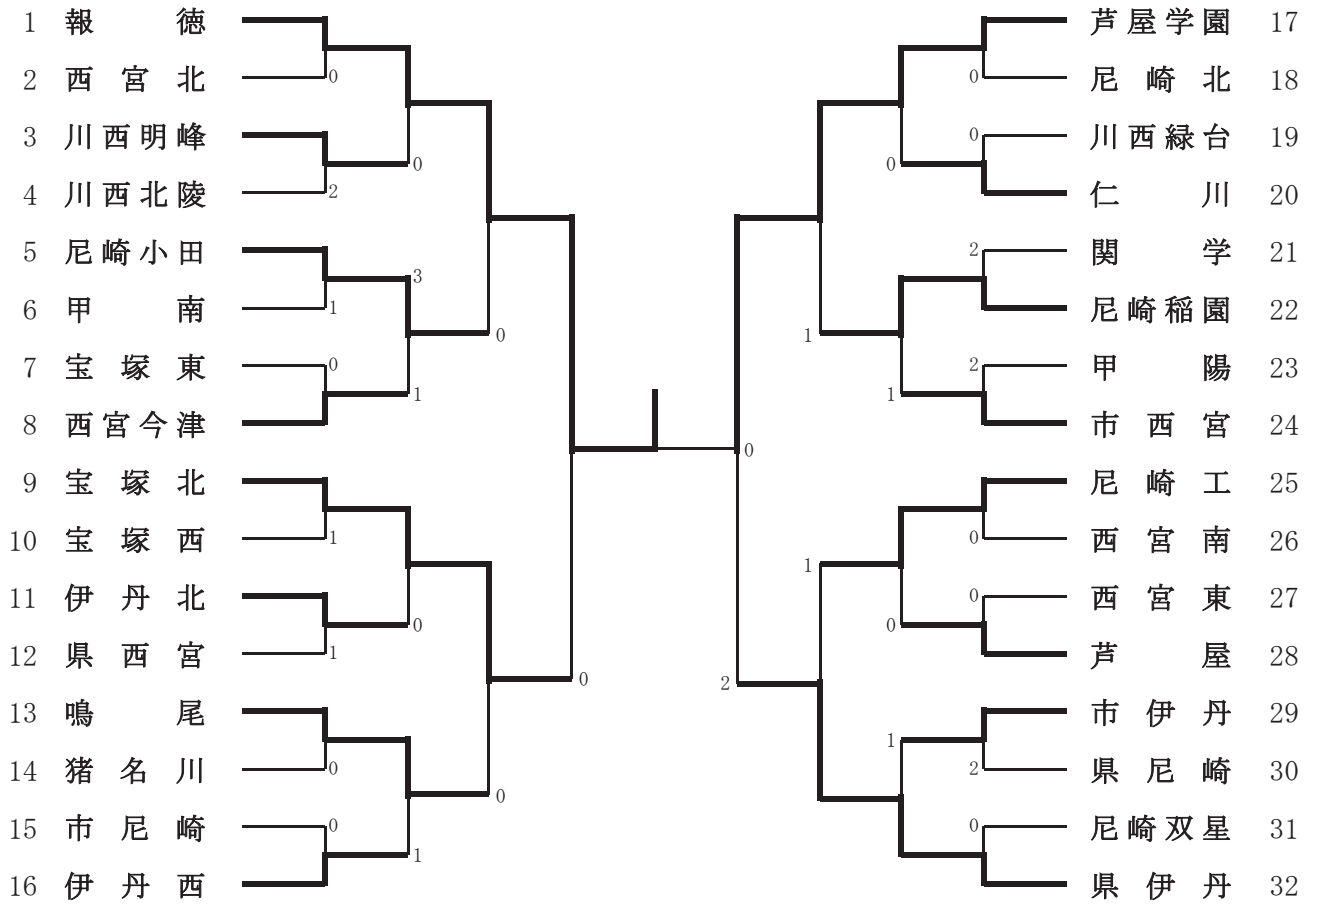 1 報徳
2 西宮北
0
3 川西明峰
0
4 川西北陵
2
5 尼崎小田
3
6 甲南
1
0
7 宝塚東
0
1
8 西宮今津
9 宝塚北
10 宝塚西
1
11 伊丹北
0
12 県西宮
1
0
13 鳴尾
14 猪名川
0
0
15 市尼崎
0
1
16 伊丹西
0
2
芦屋学園 17
0
尼崎北 18
0
川西緑台 19
0
仁川 20
2
関学 21
尼崎稲園 22
1
2
甲陽 23
1
市西宮 24
尼崎工 25
0
西宮南 26
1
0
西宮東 27
0
芦屋 28
市伊丹 29
1
2
県尼崎 30
0
尼崎双星 31
県伊丹 32